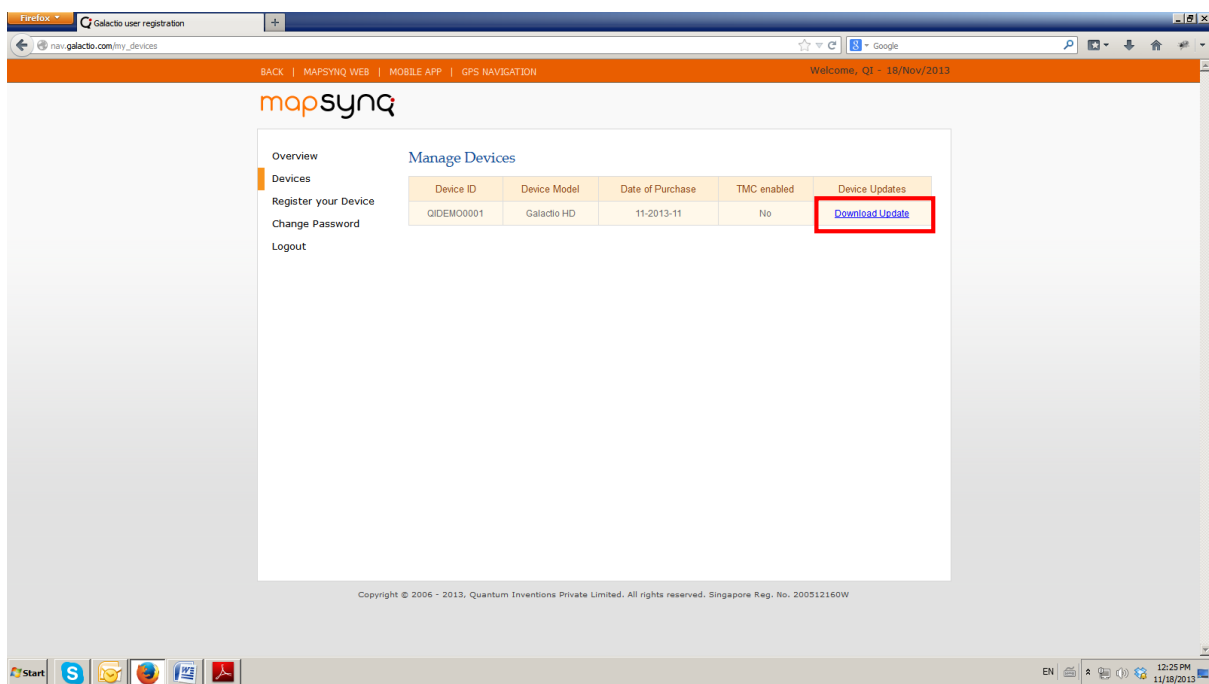 Firefox
Galactio user registration
nav.galactio.com/my_devices
Google
BACK | MAPSYNQ WEB | MOBILE APP | GPS NAVIGATION
Welcome, QI - 18/Nov/2013
mapsynq
Overview
Devices
Register your Device
Change Password
Logout
Manage Devices
Device ID Device Model Date of Purchase TMC enabled Device Updates
QIDEMO0001 Galactio HD 11-2013-11 No Download Update
Copyright © 2006 - 2013, Quantum Inventions Private Limited. All rights reserved. Singapore Reg. No. 200512160W
Start
EN
12:25 PM
11/18/2013